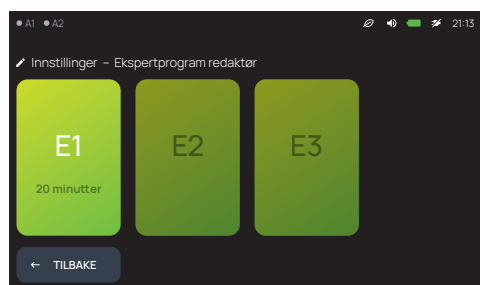 A1 A2 21:13
Innstillinger – Ekspertprogram redaktør
E1 E2 E3
20 minutter
← TILBAKE